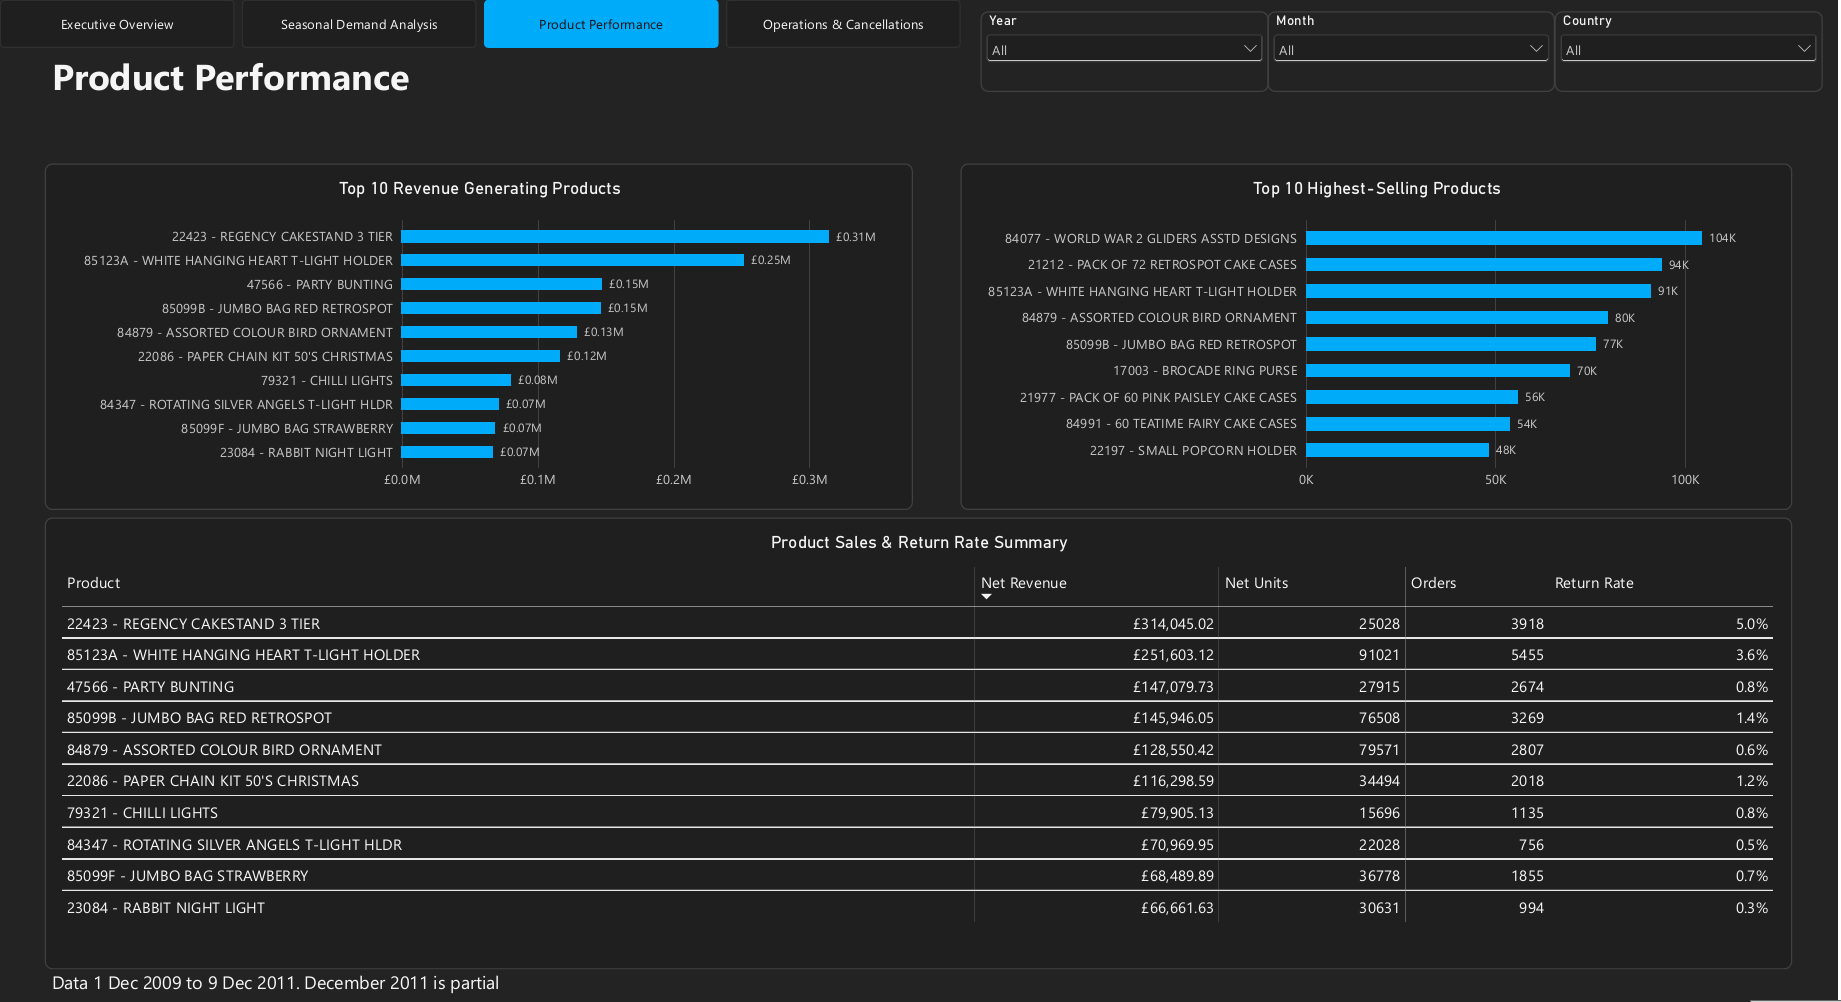 Executive Overview
Seasonal Demand Analysis
Product Performance
Operations & Cancellations
Year
All
Month
All
Country
All
Product Performance
Top 10 Revenue Generating Products
22423 - REGENCY CAKESTAND 3 TIER £0.31M
85123A - WHITE HANGING HEART T-LIGHT HOLDER £0.25M
47566 - PARTY BUNTING £0.15M
85099B - JUMBO BAG RED RETROSPOT £0.15M
84879 - ASSORTED COLOUR BIRD ORNAMENT £0.13M
22086 - PAPER CHAIN KIT 50'S CHRISTMAS £0.12M
79321 - CHILLI LIGHTS £0.08M
84347 - ROTATING SILVER ANGELS T-LIGHT HLDR £0.07M
85099F - JUMBO BAG STRAWBERRY £0.07M
23084 - RABBIT NIGHT LIGHT £0.07M
£0.0M £0.1M £0.2M £0.3M
Top 10 Highest-Selling Products
84077 - WORLD WAR 2 GLIDERS ASSTD DESIGNS 104K
21212 - PACK OF 72 RETROSPOT CAKE CASES 94K
85123A - WHITE HANGING HEART T-LIGHT HOLDER 91K
84879 - ASSORTED COLOUR BIRD ORNAMENT 80K
85099B - JUMBO BAG RED RETROSPOT 77K
17003 - BROCADE RING PURSE 70K
21977 - PACK OF 60 PINK PAISLEY CAKE CASES 56K
84991 - 60 TEATIME FAIRY CAKE CASES 54K
22197 - SMALL POPCORN HOLDER 48K
0K 50K 100K
Product Sales & Return Rate Summary
Product Net Revenue Net Units Orders Return Rate
22423 - REGENCY CAKESTAND 3 TIER £314,045.02 25028 3918 5.0%
85123A - WHITE HANGING HEART T-LIGHT HOLDER £251,603.12 91021 5455 3.6%
47566 - PARTY BUNTING £147,079.73 27915 2674 0.8%
85099B - JUMBO BAG RED RETROSPOT £145,946.05 76508 3269 1.4%
84879 - ASSORTED COLOUR BIRD ORNAMENT £128,550.42 79571 2807 0.6%
22086 - PAPER CHAIN KIT 50'S CHRISTMAS £116,298.59 34494 2018 1.2%
79321 - CHILLI LIGHTS £79,905.13 15696 1135 0.8%
84347 - ROTATING SILVER ANGELS T-LIGHT HLDR £70,969.95 22028 756 0.5%
85099F - JUMBO BAG STRAWBERRY £68,489.89 36778 1855 0.7%
23084 - RABBIT NIGHT LIGHT £66,661.63 30631 994 0.3%
Data 1 Dec 2009 to 9 Dec 2011. December 2011 is partial